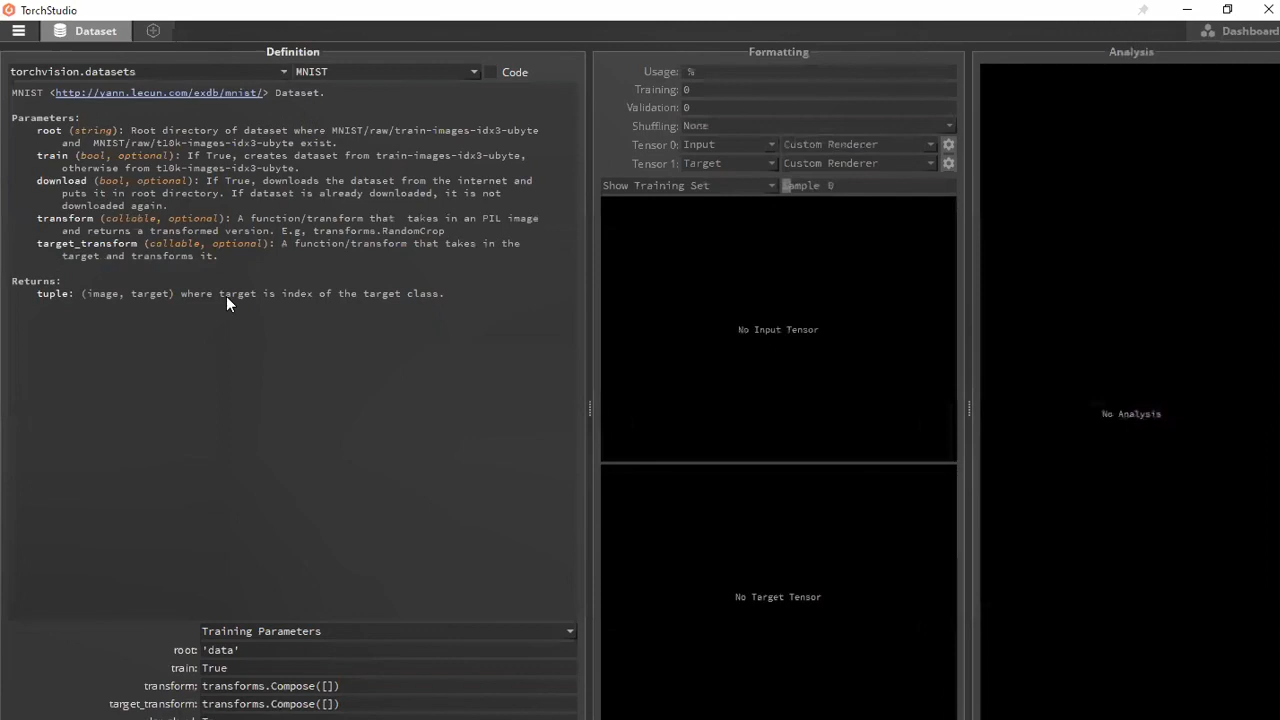 TorchStudio
Dataset
Dashboard
Definition
torchvision.datasets
MNIST
Code
MNIST <http://yann.lecun.com/exdb/mnist/> Dataset.
Parameters:
root (string): Root directory of dataset where MNIST/raw/train-images-idx3-ubyte
and MNIST/raw/t10k-images-idx3-ubyte exist.
train (bool, optional): If True, creates dataset from train-images-idx3-ubyte,
otherwise from t10k-images-idx3-ubyte.
download (bool, optional): If True, downloads the dataset from the internet and
puts it in root directory. If dataset is already downloaded, it is not
downloaded again.
transform (callable, optional): A function/transform that takes in an PIL image
and returns a transformed version. E.g, transforms.RandomCrop
target_transform (callable, optional): A function/transform that takes in the
target and transforms it.
Returns:
tuple: (image, target) where target is index of the target class.
Training Parameters
root: 'data'
train: True
transform: transforms.Compose([])
target_transform: transforms.Compose([])
Formatting
Usage: %
Training: 0
Validation: 0
Shuffling: None
Tensor 0: Input Custom Renderer
Tensor 1: Target Custom Renderer
Show Training Set Sample 0
No Input Tensor
No Target Tensor
Analysis
No Analysis